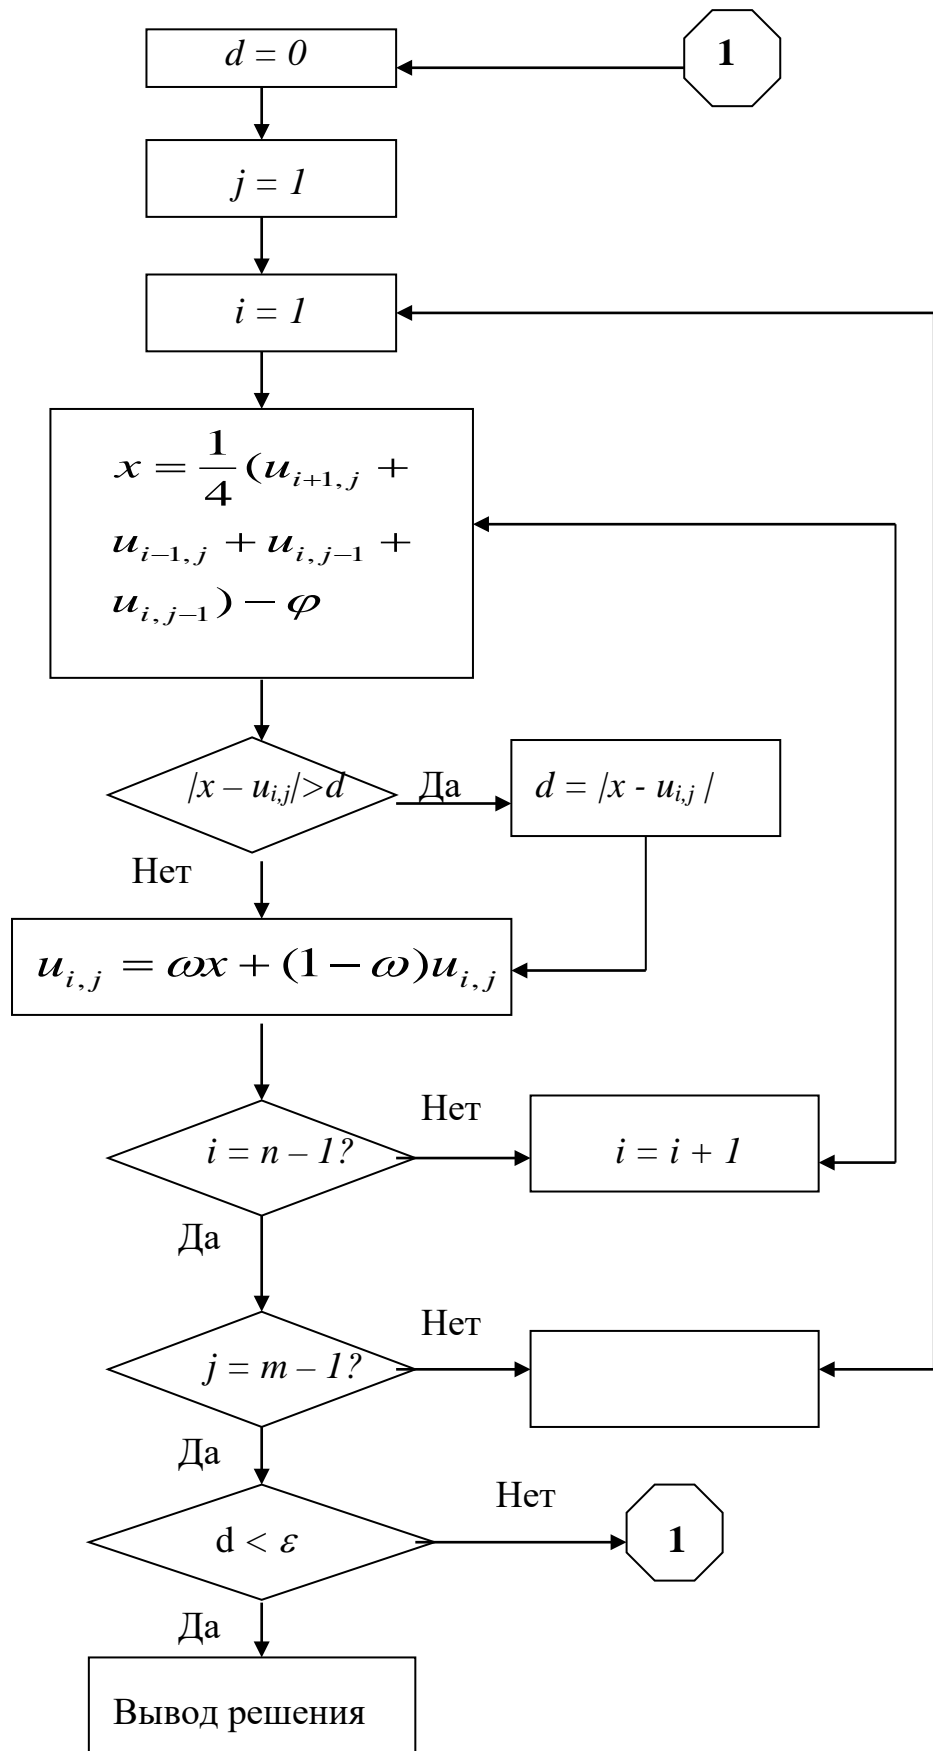 d = 0
1
j = 1
i = 1
x = \frac{1}{4}(u_{i+1,j} +
u_{i-1,j} + u_{i,j-1} +
u_{i,j-1}) - φ
|x – u_{i,j}|>d
Да
d = |x - u_{i,j} |
Нет
u_{i,j} = ωx + (1 - ω)u_{i,j}
Нет
i = n – 1?
i = i + 1
Да
Нет
j = m – 1?
Да
Нет
d < ε
1
Да
Вывод решения